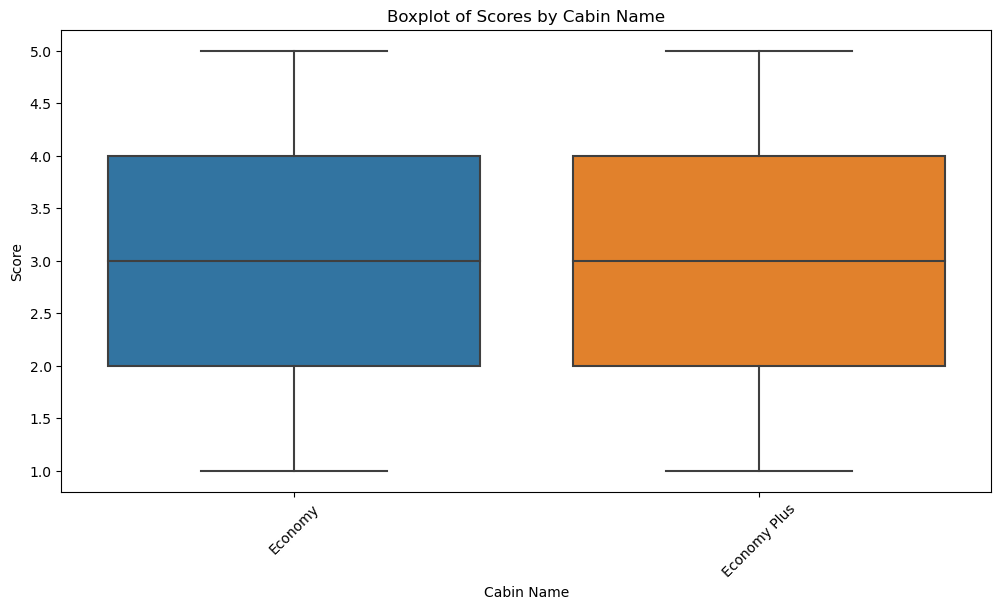 Boxplot of Scores by Cabin Name
5.0
4.5
4.0
3.5
3.0
2.5
2.0
1.5
1.0
Score
Economy
Economy Plus
Cabin Name